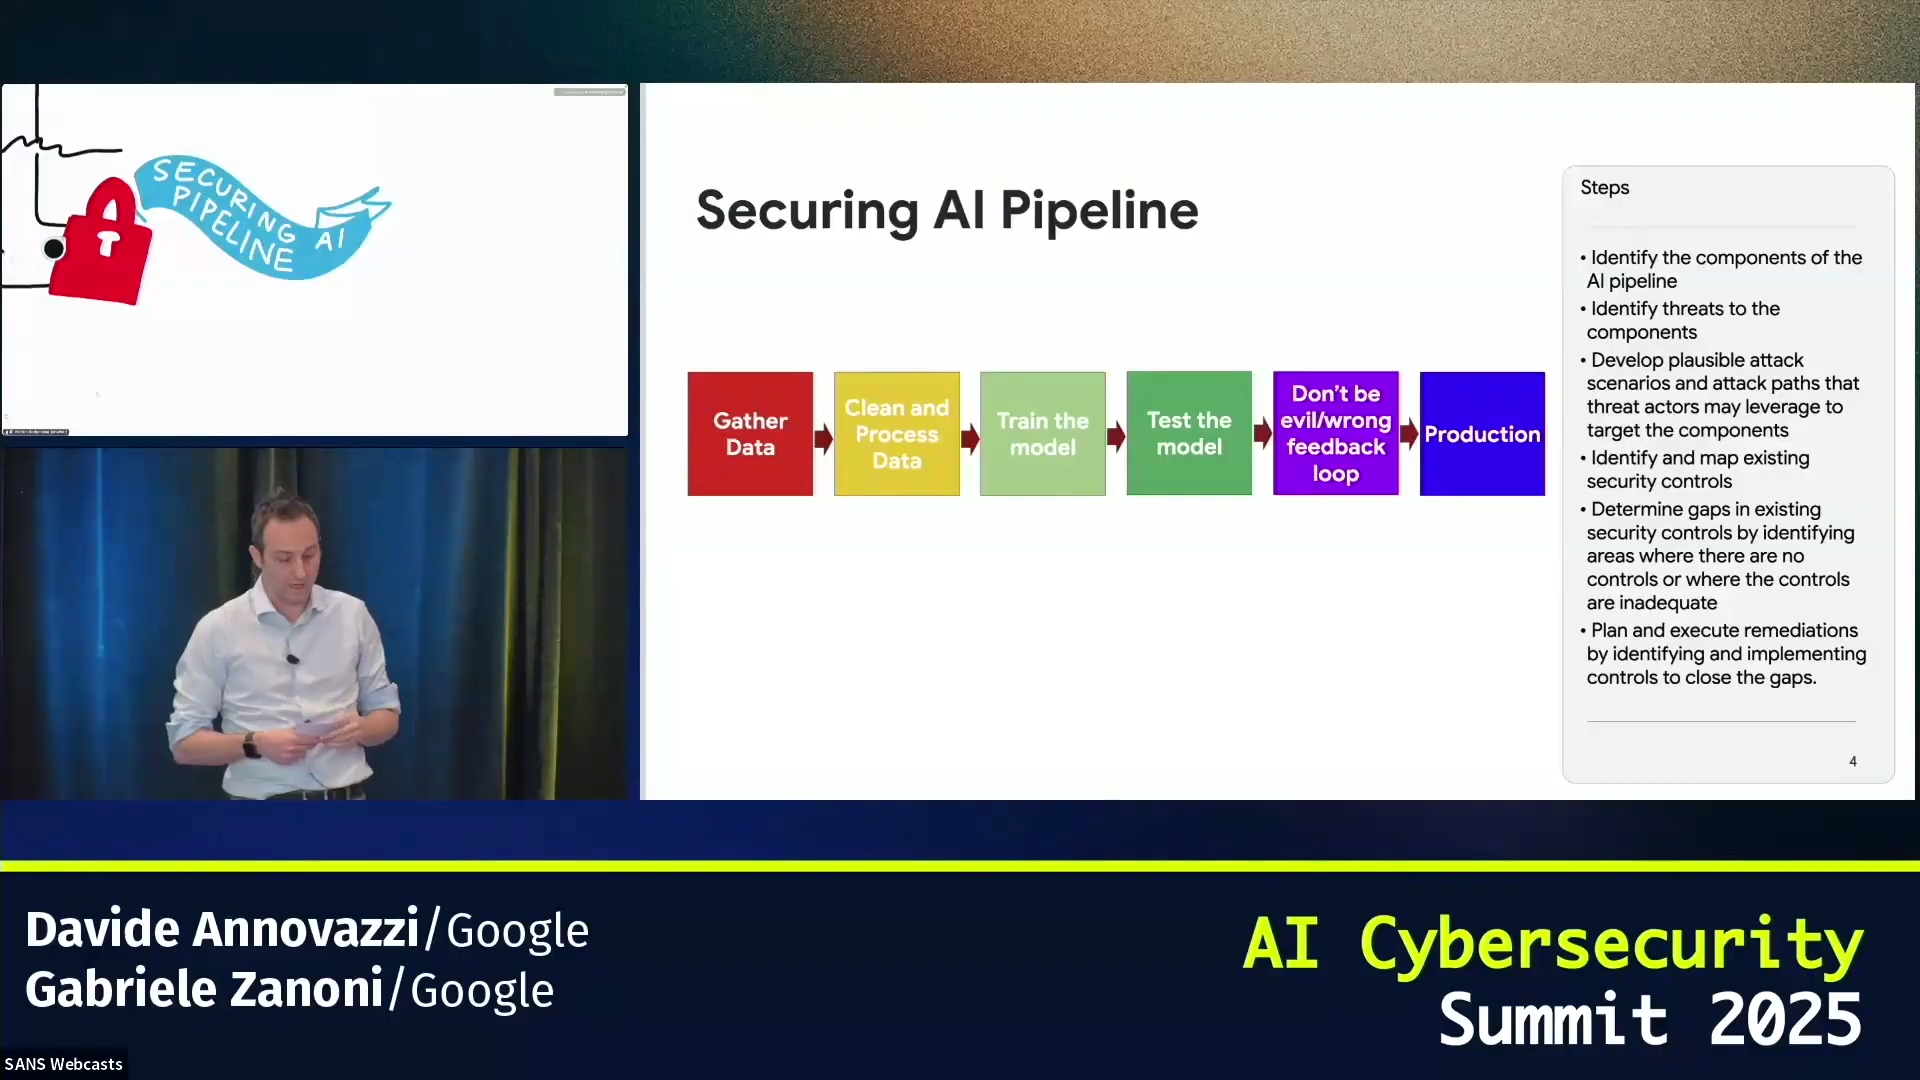 SECURING
PIPELINE
AI
Securing AI Pipeline
Gather
Data
Clean and
Process
Data
Train the
model
Test the
model
Don’t be
evil/wrong
feedback
loop
Production
Steps
• Identify the components of the
AI pipeline
• Identify threats to the
components
• Develop plausible attack
scenarios and attack paths that
threat actors may leverage to
target the components
• Identify and map existing
security controls
• Determine gaps in existing
security controls by identifying
areas where there are no
controls or where the controls
are inadequate
• Plan and execute remediations
by identifying and implementing
controls to close the gaps.
4
Davide Annovazzi/Google
Gabriele Zanoni/Google
AI Cybersecurity
Summit 2025
SANS Webcasts